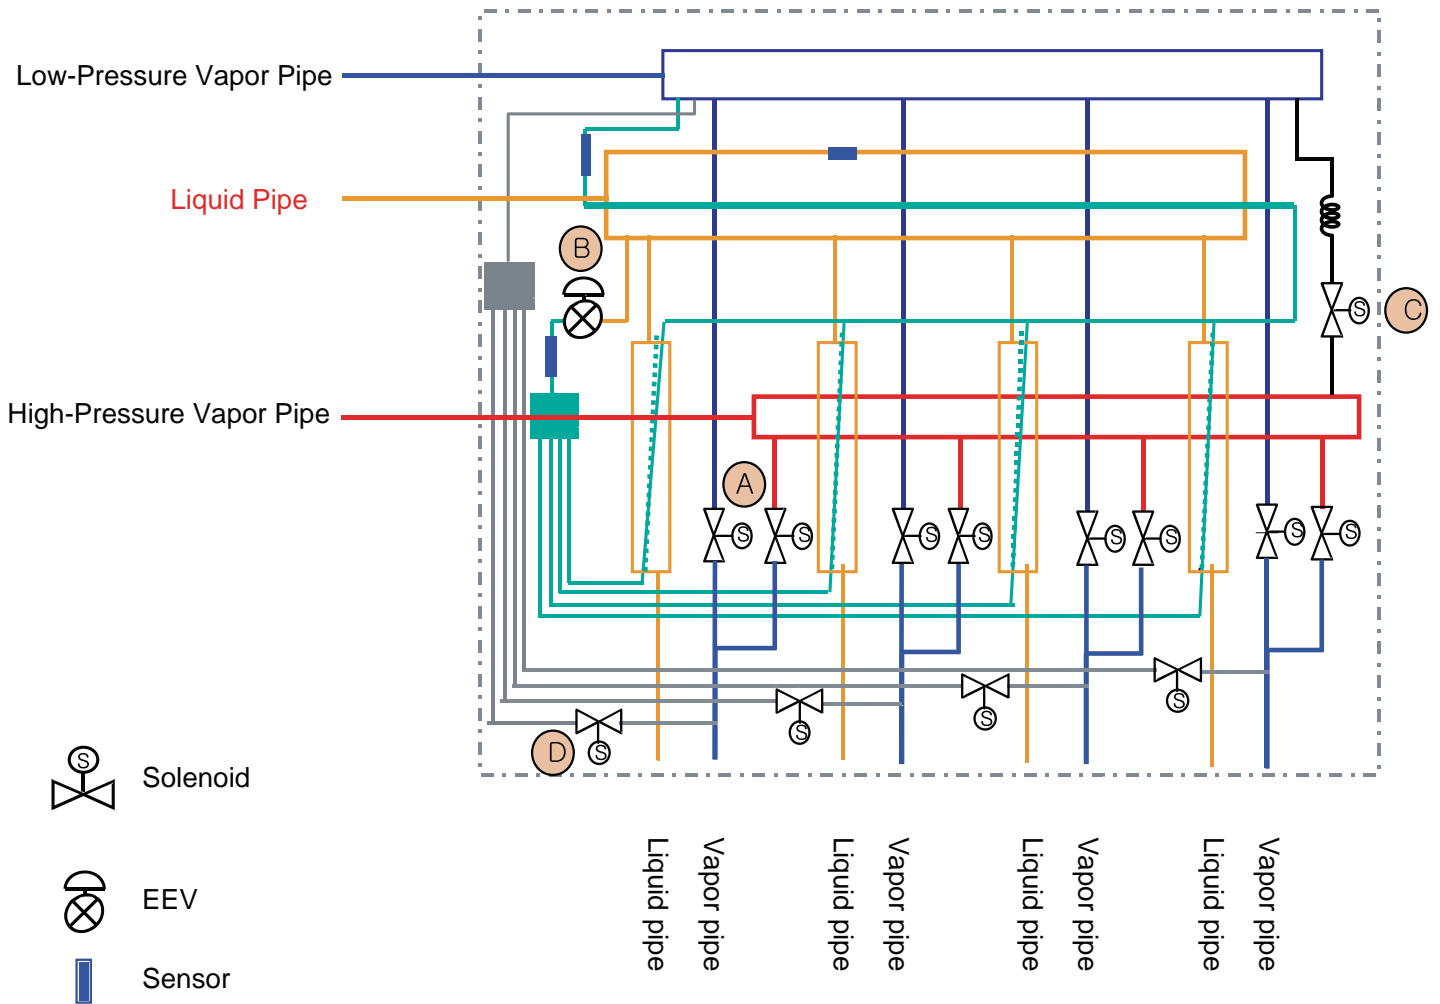 Low-Pressure Vapor Pipe
Liquid Pipe
B
S
C
High-Pressure Vapor Pipe
A
S
S
S
S
S
S
S
S
S
S
S
D
S
S
Solenoid
EEV
Sensor
Liquid pipe
Vapor pipe
Liquid pipe
Vapor pipe
Liquid pipe
Vapor pipe
Liquid pipe
Vapor pipe